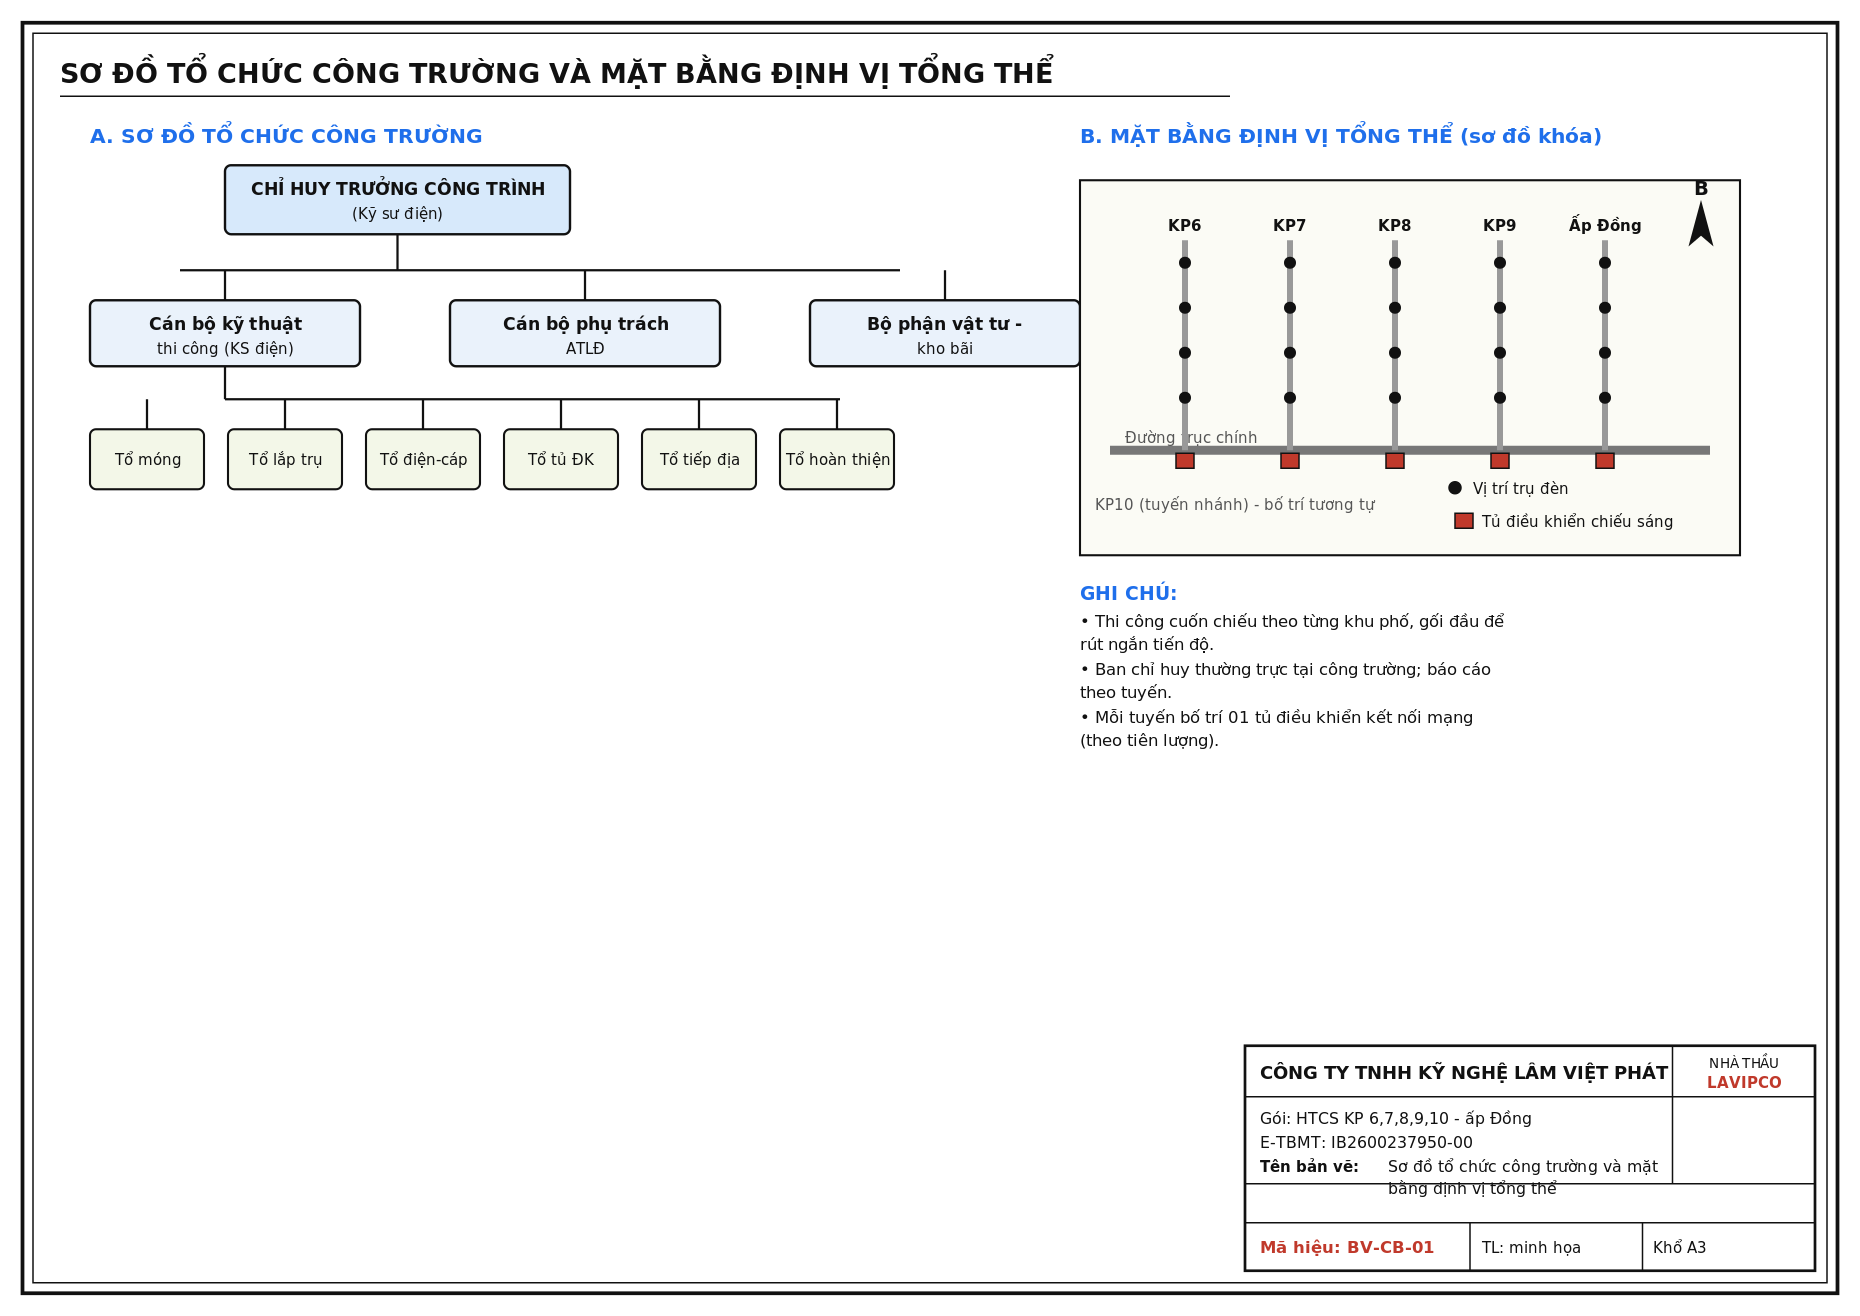 SƠ ĐỒ TỔ CHỨC CÔNG TRƯỜNG VÀ MẶT BẰNG ĐỊNH VỊ TỔNG THỂ
A. SƠ ĐỒ TỔ CHỨC CÔNG TRƯỜNG
CHỈ HUY TRƯỞNG CÔNG TRÌNH
(Kỹ sư điện)
Cán bộ kỹ thuật
thi công (KS điện)
Cán bộ phụ trách
ATLĐ
Bộ phận vật tư -
kho bãi
Tổ móng
Tổ lắp trụ
Tổ điện-cáp
Tổ tủ ĐK
Tổ tiếp địa
Tổ hoàn thiện
B. MẶT BẰNG ĐỊNH VỊ TỔNG THỂ (sơ đồ khóa)
B
KP6
KP7
KP8
KP9
Ấp Đồng
Đường trục chính
KP10 (tuyến nhánh) - bố trí tương tự
Vị trí trụ đèn
Tủ điều khiển chiếu sáng
GHI CHÚ:
• Thi công cuốn chiếu theo từng khu phố, gối đầu để
rút ngắn tiến độ.
• Ban chỉ huy thường trực tại công trường; báo cáo
theo tuyến.
• Mỗi tuyến bố trí 01 tủ điều khiển kết nối mạng
(theo tiên lượng).
CÔNG TY TNHH KỸ NGHỆ LÂM VIỆT PHÁT
NHÀ THẦU
LAVIPCO
Gói: HTCS KP 6,7,8,9,10 - ấp Đồng
E-TBMT: IB2600237950-00
Tên bản vẽ: Sơ đồ tổ chức công trường và mặt
bằng định vị tổng thể
Mã hiệu: BV-CB-01
TL: minh họa
Khổ A3